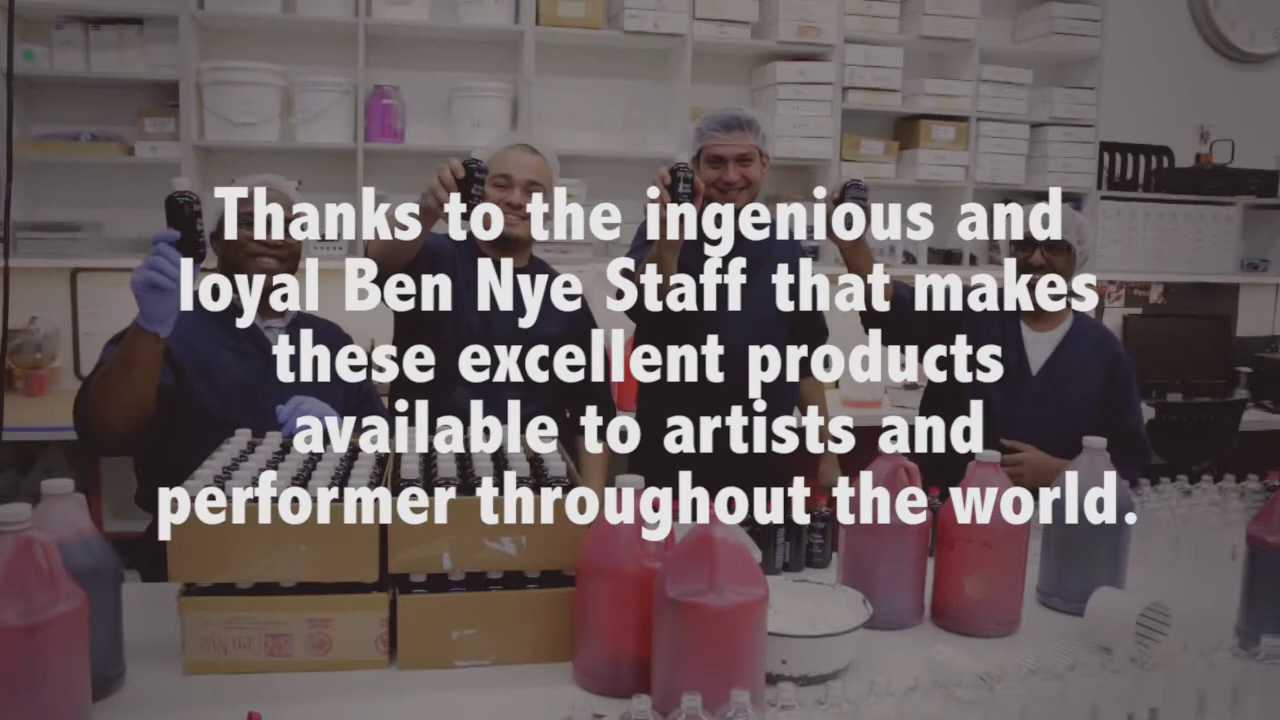 Thanks to the ingenious and
loyal Ben Nye Staff that makes
these excellent products
available to artists and
performer throughout the world.